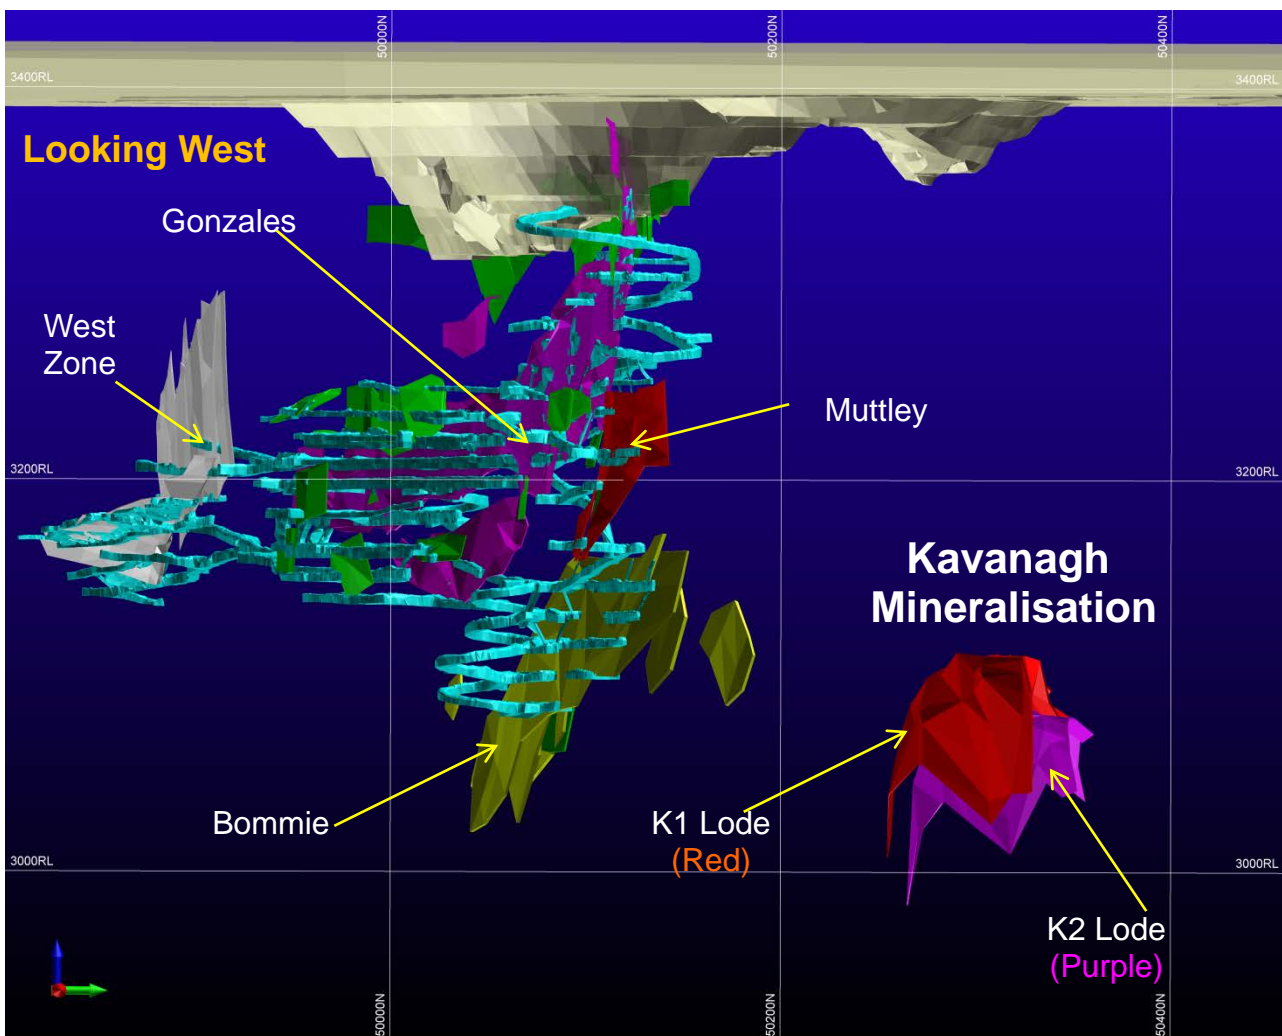 50000N
50200N
50400N
3400RL
3400RL
Looking West
Gonzales
West
Zone
Muttley
3200RL
3200RL
Kavanagh
Mineralisation
Bommie
K1 Lode
(Red)
3000RL
3000RL
K2 Lode
(Purple)
50000N
50200N
50400N